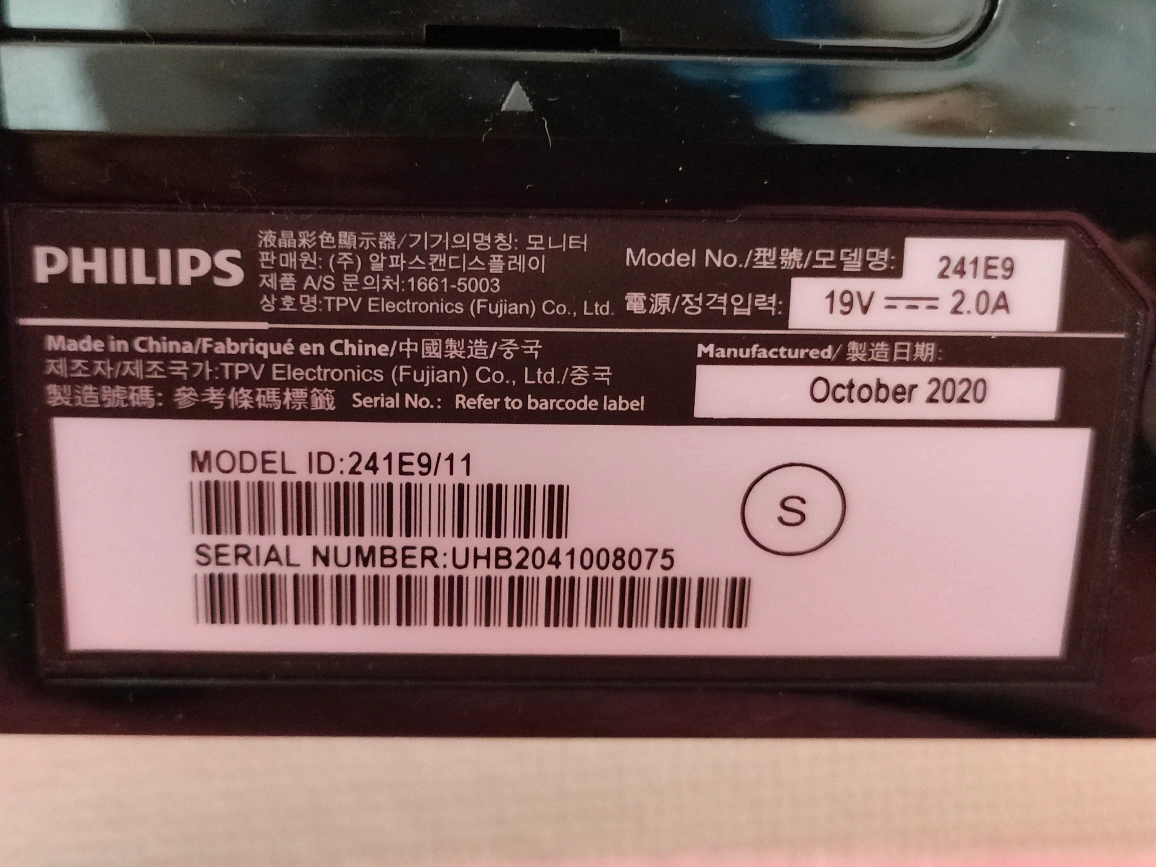 PHILIPS
液晶彩色顯示器/기기의명칭: 모니터
판매원: (주) 알파스캔디스플레이
제품 A/S 문의처:1661-5003
상호명:TPV Electronics (Fujian) Co., Ltd.
Model No./型號/모델명: 241E9
電源/정격입력: 19V ⎓ 2.0A
Made in China/Fabriqué en Chine/中國製造/중국
제조자/제조국가:TPV Electronics (Fujian) Co., Ltd./중국
製造號碼: 參考條碼標籤 Serial No.: Refer to barcode label
Manufactured/ 製造日期:
October 2020
MODEL ID:241E9/11
S
SERIAL NUMBER:UHB2041008075